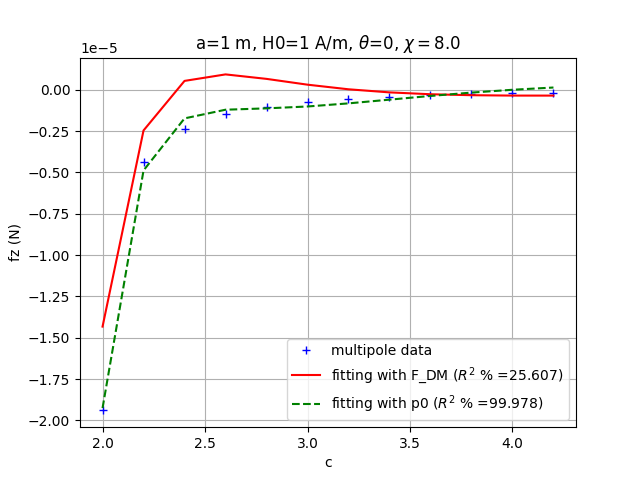 a=1 m, H0=1 A/m, θ=0, χ = 8.0
1e−5
0.00
−0.25
−0.50
−0.75
−1.00
−1.25
−1.50
−1.75
−2.00
fz (N)
multipole data
fitting with F_DM (R² % =25.607)
fitting with p0 (R² % =99.978)
2.0 2.5 3.0 3.5 4.0
c